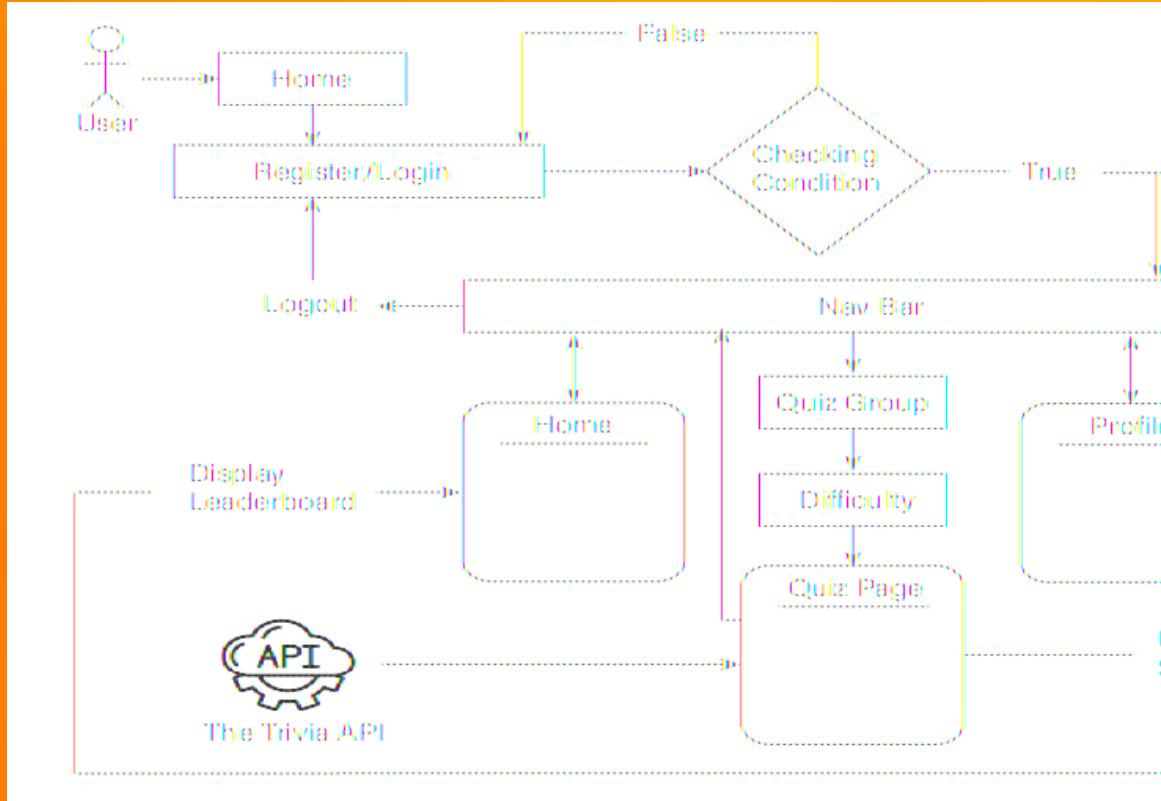 False
Home
User
Checking
Condition
Register/Login
True
Logout
Nav Bar
Quiz Group
Home
Display
Leaderboard
Difficulty
Quiz Page
API
The Trivia API